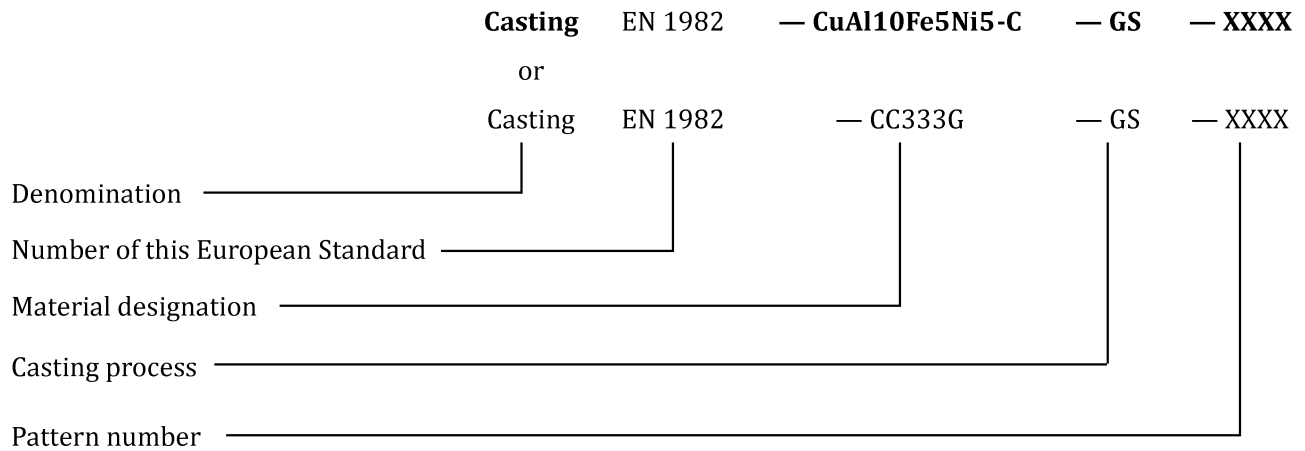 Casting EN 1982 — CuAl10Fe5Ni5-C — GS — XXXX
or
Casting EN 1982 — CC333G — GS — XXXX
Denomination
Number of this European Standard
Material designation
Casting process
Pattern number